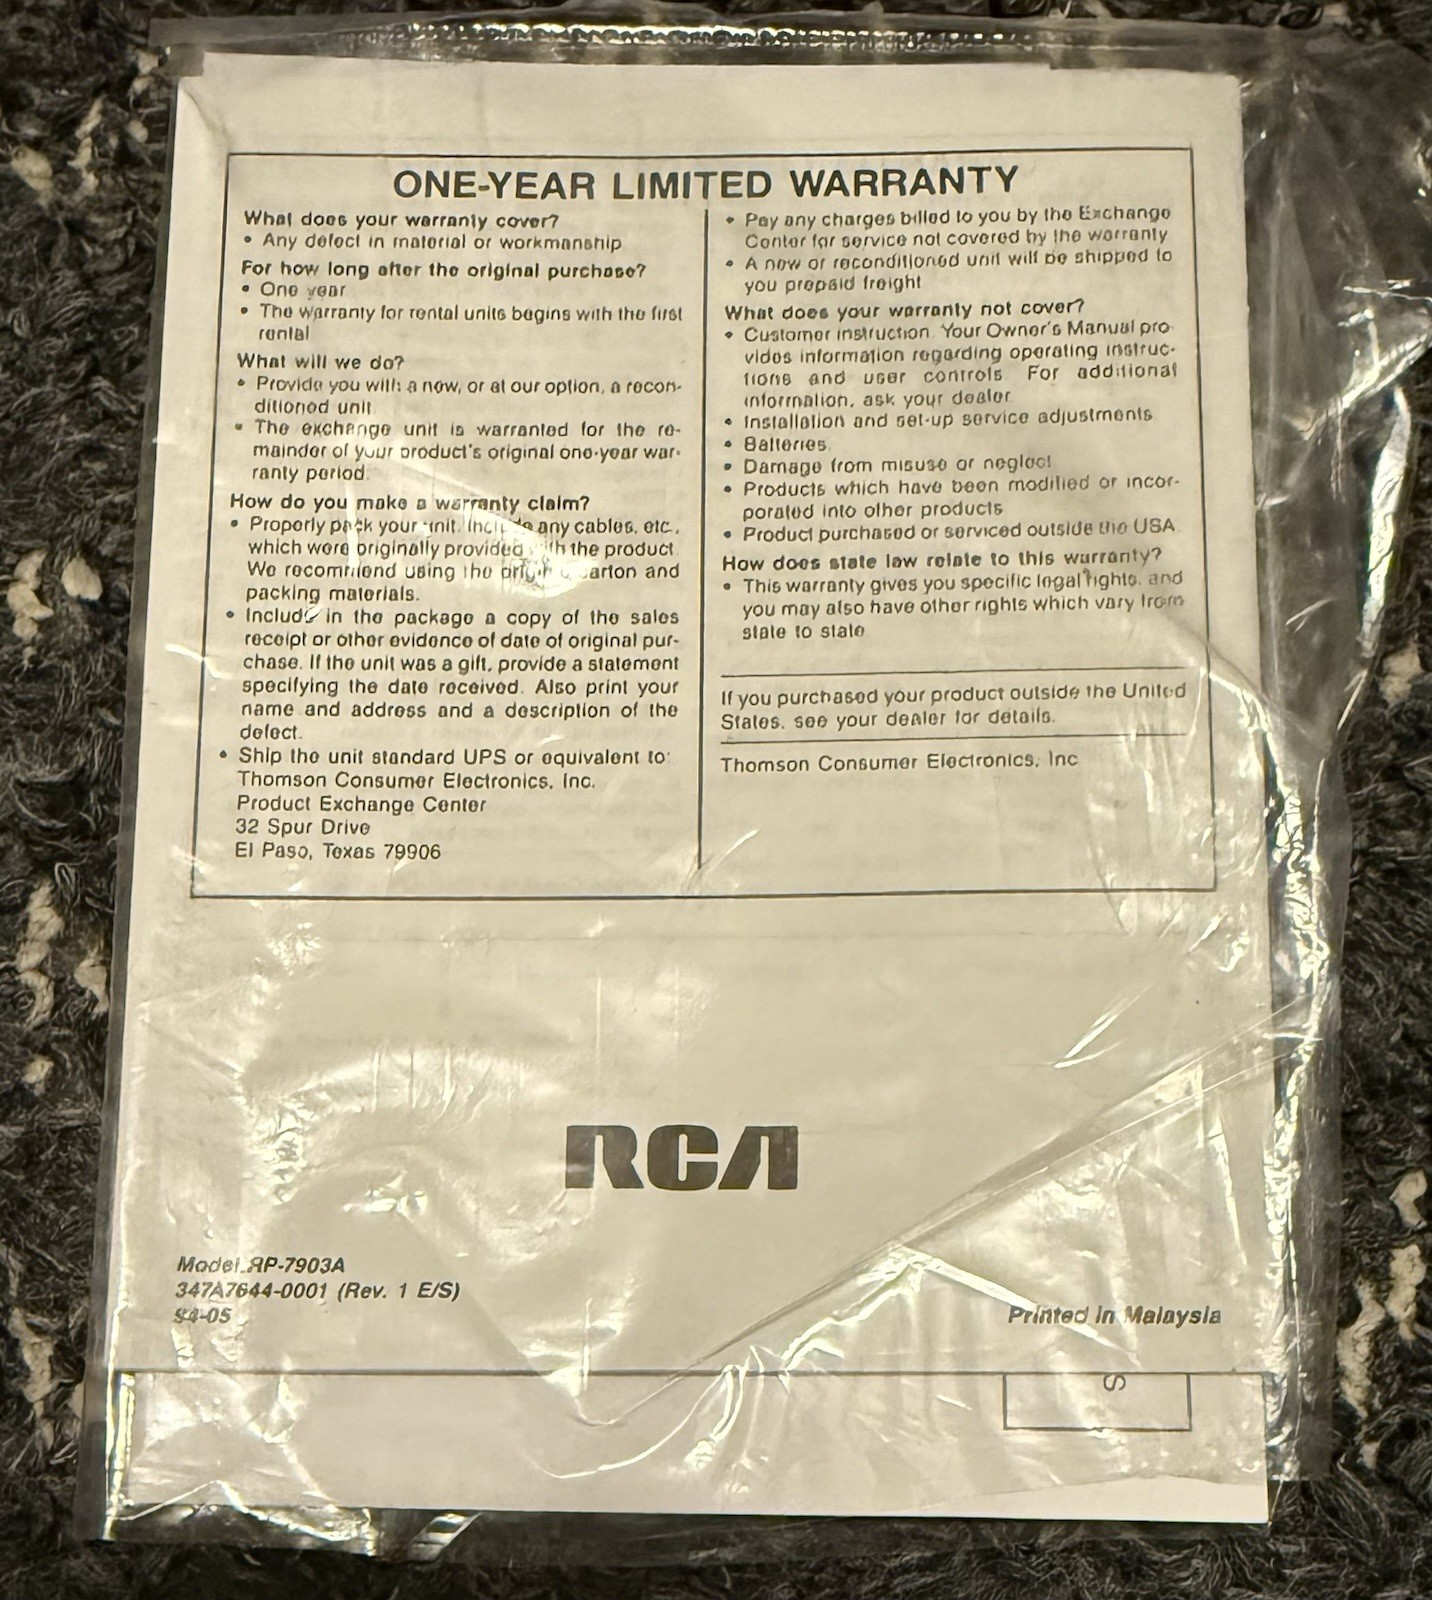 ONE-YEAR LIMITED WARRANTY
What does your warranty cover?
• Any defect in material or workmanship
For how long after the original purchase?
• One year
• The warranty for rental units begins with the first
rental
What will we do?
• Provide you with a new, or at our option, a recon-
ditioned unit.
• The exchange unit is warranted for the re-
mainder of your product's original one-year war-
ranty period.
How do you make a warranty claim?
• Properly pack your unit. Include any cables, etc.,
which were originally provided with the product.
We recommend using the original carton and
packing materials.
• Include in the package a copy of the sales
receipt or other evidence of date of original pur-
chase. If the unit was a gift, provide a statement
specifying the date received. Also print your
name and address and a description of the
defect.
• Ship the unit standard UPS or equivalent to:
Thomson Consumer Electronics, Inc.
Product Exchange Center
32 Spur Drive
El Paso, Texas 79906
• Pay any charges billed to you by the Exchange
Center for service not covered by the warranty
• A new or reconditioned unit will be shipped to
you prepaid freight
What does your warranty not cover?
• Customer instruction. Your Owner's Manual pro-
vides information regarding operating instruc-
tions and user controls. For additional
information, ask your dealer
• Installation and set-up service adjustments
• Batteries.
• Damage from misuse or neglect
• Products which have been modified or incor-
porated into other products
• Product purchased or serviced outside the USA
How does state law relate to this warranty?
• This warranty gives you specific legal rights, and
you may also have other rights which vary from
state to state
If you purchased your product outside the United
States, see your dealer for details.
Thomson Consumer Electronics, Inc
RCA
Model RP-7903A
347A7644-0001 (Rev. 1 E/S)
94-05
Printed in Malaysia
S